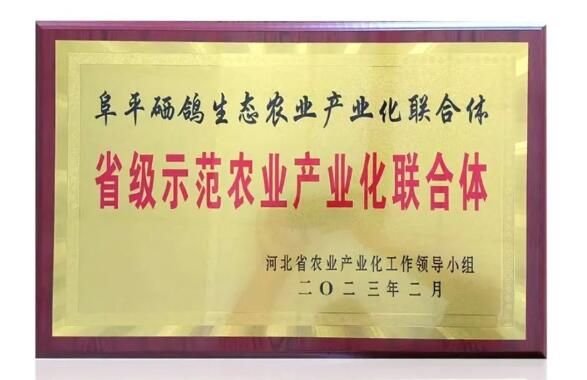 阜平硒鸽生态农业产业化联合体
省级示范农业产业化联合体
河北省农业产业化工作领导小组
二〇二三年二月